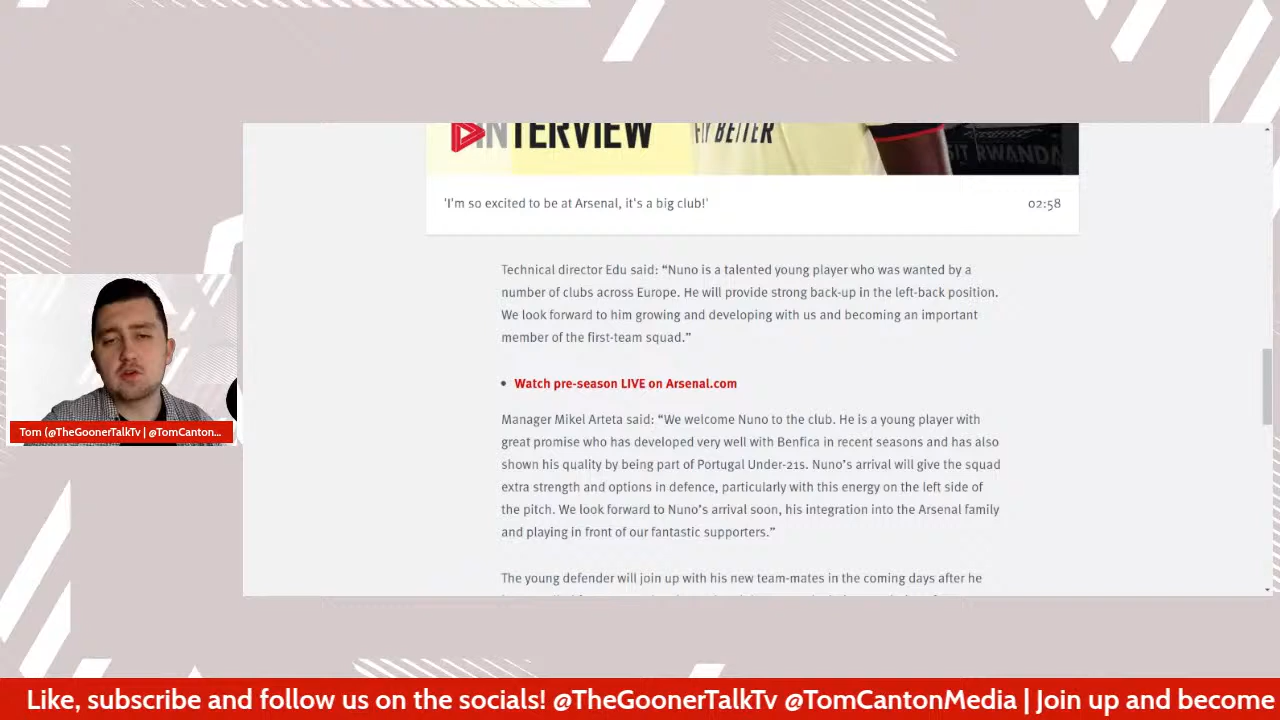 INTERVIEW
FLY BETTER
SIT RWANDA
'I'm so excited to be at Arsenal, it's a big club!'
02:58
Technical director Edu said: “Nuno is a talented young player who was wanted by a
number of clubs across Europe. He will provide strong back-up in the left-back position.
We look forward to him growing and developing with us and becoming an important
member of the first-team squad.”
• Watch pre-season LIVE on Arsenal.com
Manager Mikel Arteta said: “We welcome Nuno to the club. He is a young player with
great promise who has developed very well with Benfica in recent seasons and has also
shown his quality by being part of Portugal Under-21s. Nuno’s arrival will give the squad
extra strength and options in defence, particularly with this energy on the left side of
the pitch. We look forward to Nuno’s arrival soon, his integration into the Arsenal family
and playing in front of our fantastic supporters.”
The young defender will join up with his new team-mates in the coming days after he
Tom (@TheGoonerTalkTv | @TomCanton...
Like, subscribe and follow us on the socials! @TheGoonerTalkTv @TomCantonMedia | Join up and become